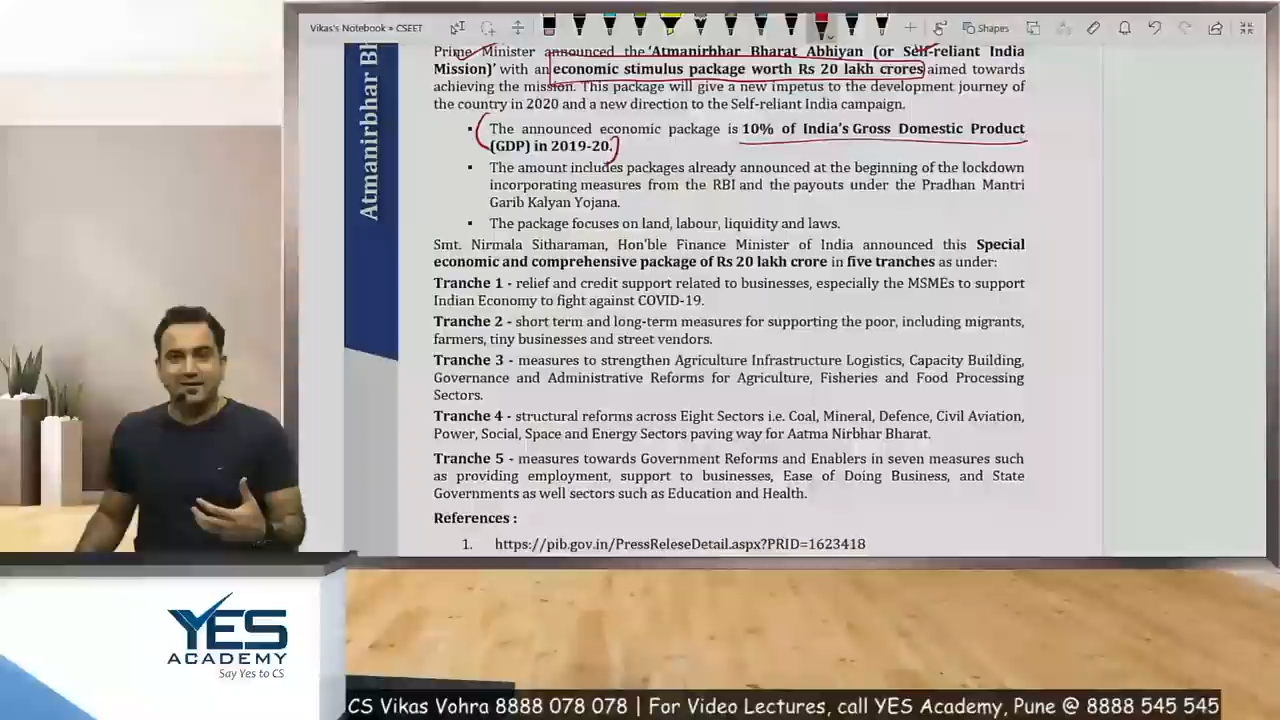 Vikas's Notebook » CSEET
Shapes
Prime Minister announced the 'Atmanirbhar Bharat Abhiyan (or Self-reliant India
Mission)' with an economic stimulus package worth Rs 20 lakh crores aimed towards
achieving the mission. This package will give a new impetus to the development journey of
the country in 2020 and a new direction to the Self-reliant India campaign.
▪ The announced economic package is 10% of India's Gross Domestic Product
(GDP) in 2019-20.
▪ The amount includes packages already announced at the beginning of the lockdown
incorporating measures from the RBI and the payouts under the Pradhan Mantri
Garib Kalyan Yojana.
▪ The package focuses on land, labour, liquidity and laws.
Smt. Nirmala Sitharaman, Hon'ble Finance Minister of India announced this Special
economic and comprehensive package of Rs 20 lakh crore in five tranches as under:
Tranche 1 - relief and credit support related to businesses, especially the MSMEs to support
Indian Economy to fight against COVID-19.
Tranche 2 - short term and long-term measures for supporting the poor, including migrants,
farmers, tiny businesses and street vendors.
Tranche 3 - measures to strengthen Agriculture Infrastructure Logistics, Capacity Building,
Governance and Administrative Reforms for Agriculture, Fisheries and Food Processing
Sectors.
Tranche 4 - structural reforms across Eight Sectors i.e. Coal, Mineral, Defence, Civil Aviation,
Power, Social, Space and Energy Sectors paving way for Aatma Nirbhar Bharat.
Tranche 5 - measures towards Government Reforms and Enablers in seven measures such
as providing employment, support to businesses, Ease of Doing Business, and State
Governments as well sectors such as Education and Health.
References :
1. https://pib.gov.in/PressReleseDetail.aspx?PRID=1623418
Atmanirbhar
YES
ACADEMY
Say Yes to CS
CS Vikas Vohra 8888 078 078 | For Video Lectures, call YES Academy, Pune @ 8888 545 545